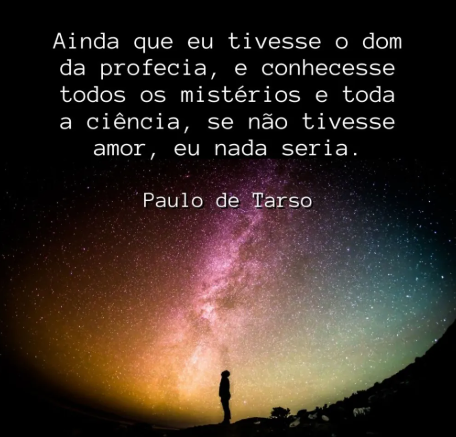 Ainda que eu tivesse o dom
da profecia, e conhecesse
todos os mistérios e toda
a ciência, se não tivesse
amor, eu nada seria.
Paulo de Tarso